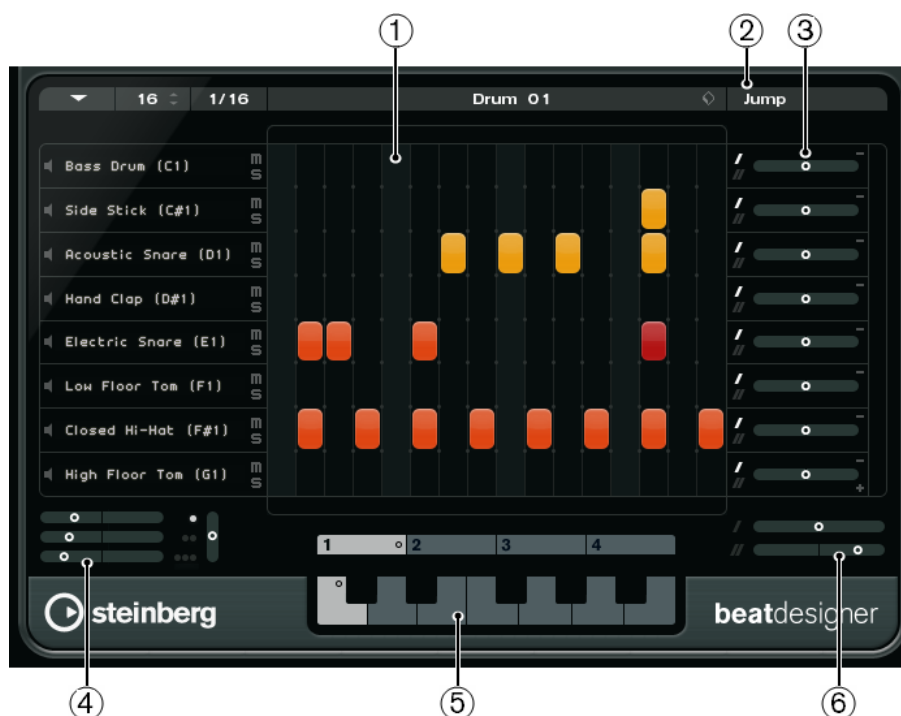 1 2 3
16 1/16 Drum 01 Jump
Bass Drum (C1) m s
Side Stick (C#1) m s
Acoustic Snare (D1) m s
Hand Clap (D#1) m s
Electric Snare (E1) m s
Low Floor Tom (F1) m s
Closed Hi-Hat (F#1) m s
High Floor Tom (G1) m s
1 2 3 4
steinberg beatdesigner
4 5 6